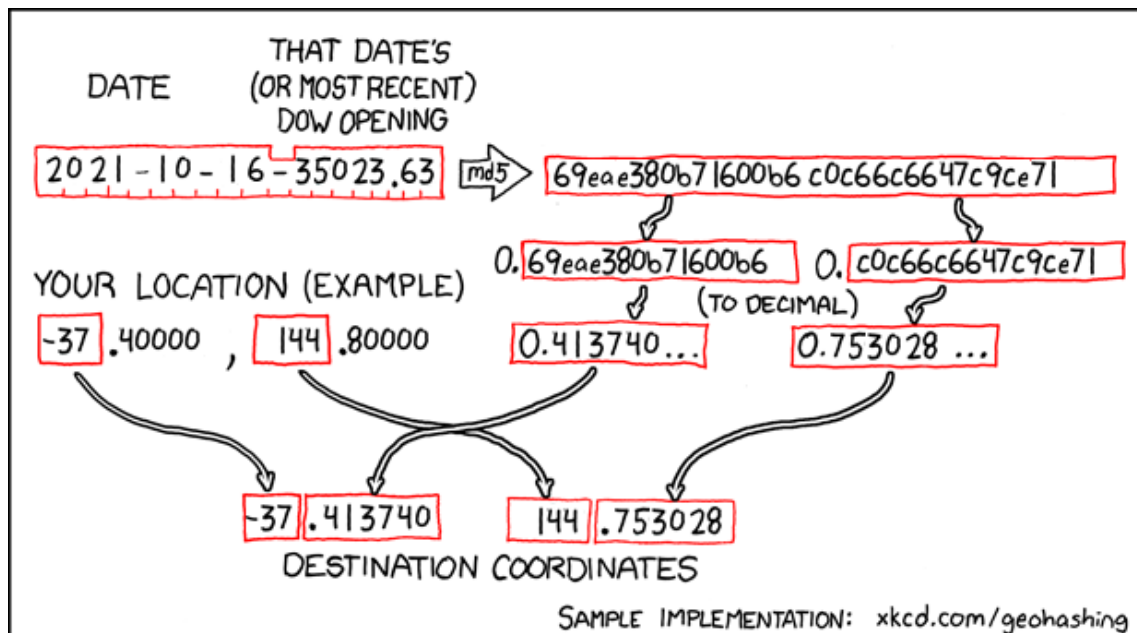 DATE
THAT DATE'S
(OR MOST RECENT)
DOW OPENING
2021-10-16-35023.63
md5
69eae380b71600b6c0c66c6647c9ce71
0.69eae380b71600b6
0.c0c66c6647c9ce71
(TO DECIMAL)
YOUR LOCATION (EXAMPLE)
-37.40000, 144.80000
0.413740...
0.753028...
-37.413740
144.753028
DESTINATION COORDINATES
SAMPLE IMPLEMENTATION: xkcd.com/geohashing